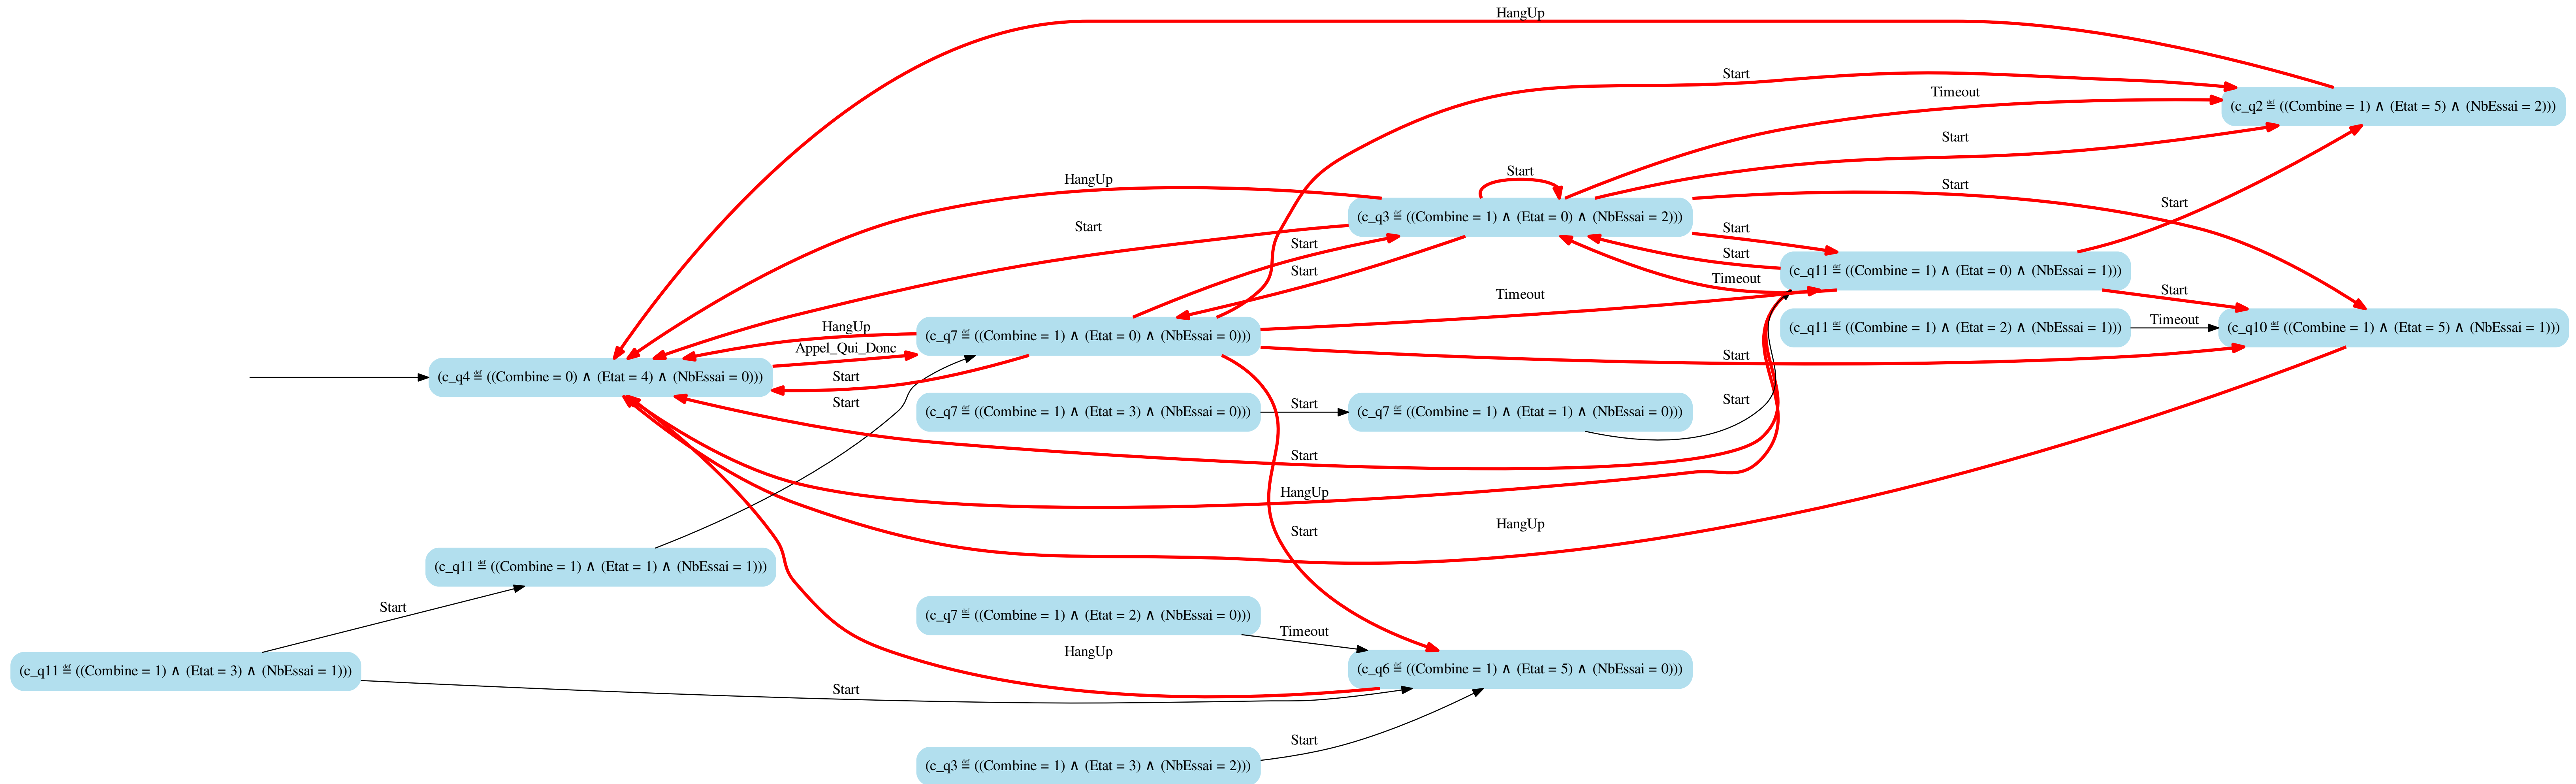 HangUp
Start
Timeout
(c_q2 ≝ ((Combine = 1) ∧ (Etat = 5) ∧ (NbEssai = 2)))
Start
Start
HangUp
Start
Start
(c_q3 ≝ ((Combine = 1) ∧ (Etat = 0) ∧ (NbEssai = 2)))
Start
Start
Start
Start
Start
(c_q11 ≝ ((Combine = 1) ∧ (Etat = 0) ∧ (NbEssai = 1)))
Start
Timeout
Timeout
Start
HangUp
Appel_Qui_Donc
(c_q7 ≝ ((Combine = 1) ∧ (Etat = 0) ∧ (NbEssai = 0)))
(c_q11 ≝ ((Combine = 1) ∧ (Etat = 2) ∧ (NbEssai = 1)))
Timeout
(c_q10 ≝ ((Combine = 1) ∧ (Etat = 5) ∧ (NbEssai = 1)))
Start
(c_q4 ≝ ((Combine = 0) ∧ (Etat = 4) ∧ (NbEssai = 0)))
Start
Start
(c_q7 ≝ ((Combine = 1) ∧ (Etat = 3) ∧ (NbEssai = 0)))
Start
(c_q7 ≝ ((Combine = 1) ∧ (Etat = 1) ∧ (NbEssai = 0)))
Start
Start
HangUp
HangUp
Start
(c_q11 ≝ ((Combine = 1) ∧ (Etat = 1) ∧ (NbEssai = 1)))
Start
(c_q7 ≝ ((Combine = 1) ∧ (Etat = 2) ∧ (NbEssai = 0)))
Timeout
HangUp
(c_q11 ≝ ((Combine = 1) ∧ (Etat = 3) ∧ (NbEssai = 1)))
(c_q6 ≝ ((Combine = 1) ∧ (Etat = 5) ∧ (NbEssai = 0)))
Start
Start
(c_q3 ≝ ((Combine = 1) ∧ (Etat = 3) ∧ (NbEssai = 2)))